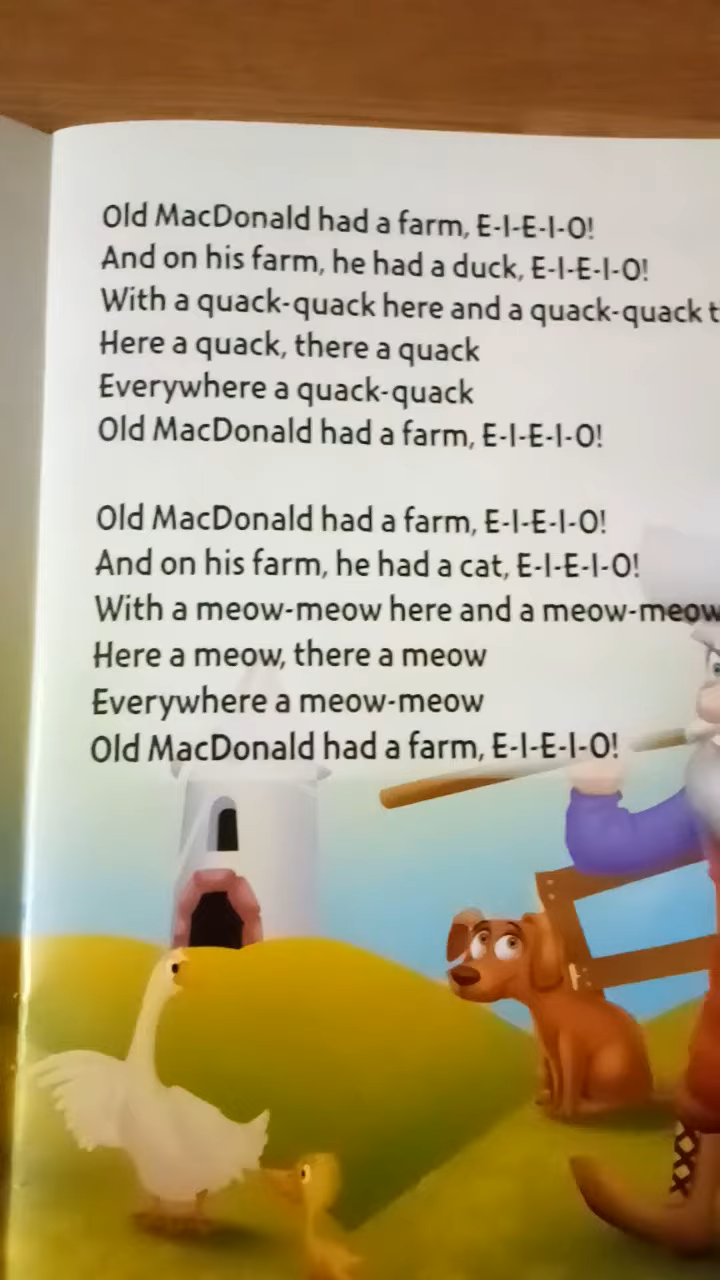 Old MacDonald had a farm, E-I-E-I-O!
And on his farm, he had a duck, E-I-E-I-O!
With a quack-quack here and a quack-quack t
Here a quack, there a quack
Everywhere a quack-quack
Old MacDonald had a farm, E-I-E-I-O!
Old MacDonald had a farm, E-I-E-I-O!
And on his farm, he had a cat, E-I-E-I-O!
With a meow-meow here and a meow-meow
Here a meow, there a meow
Everywhere a meow-meow
Old MacDonald had a farm, E-I-E-I-O!